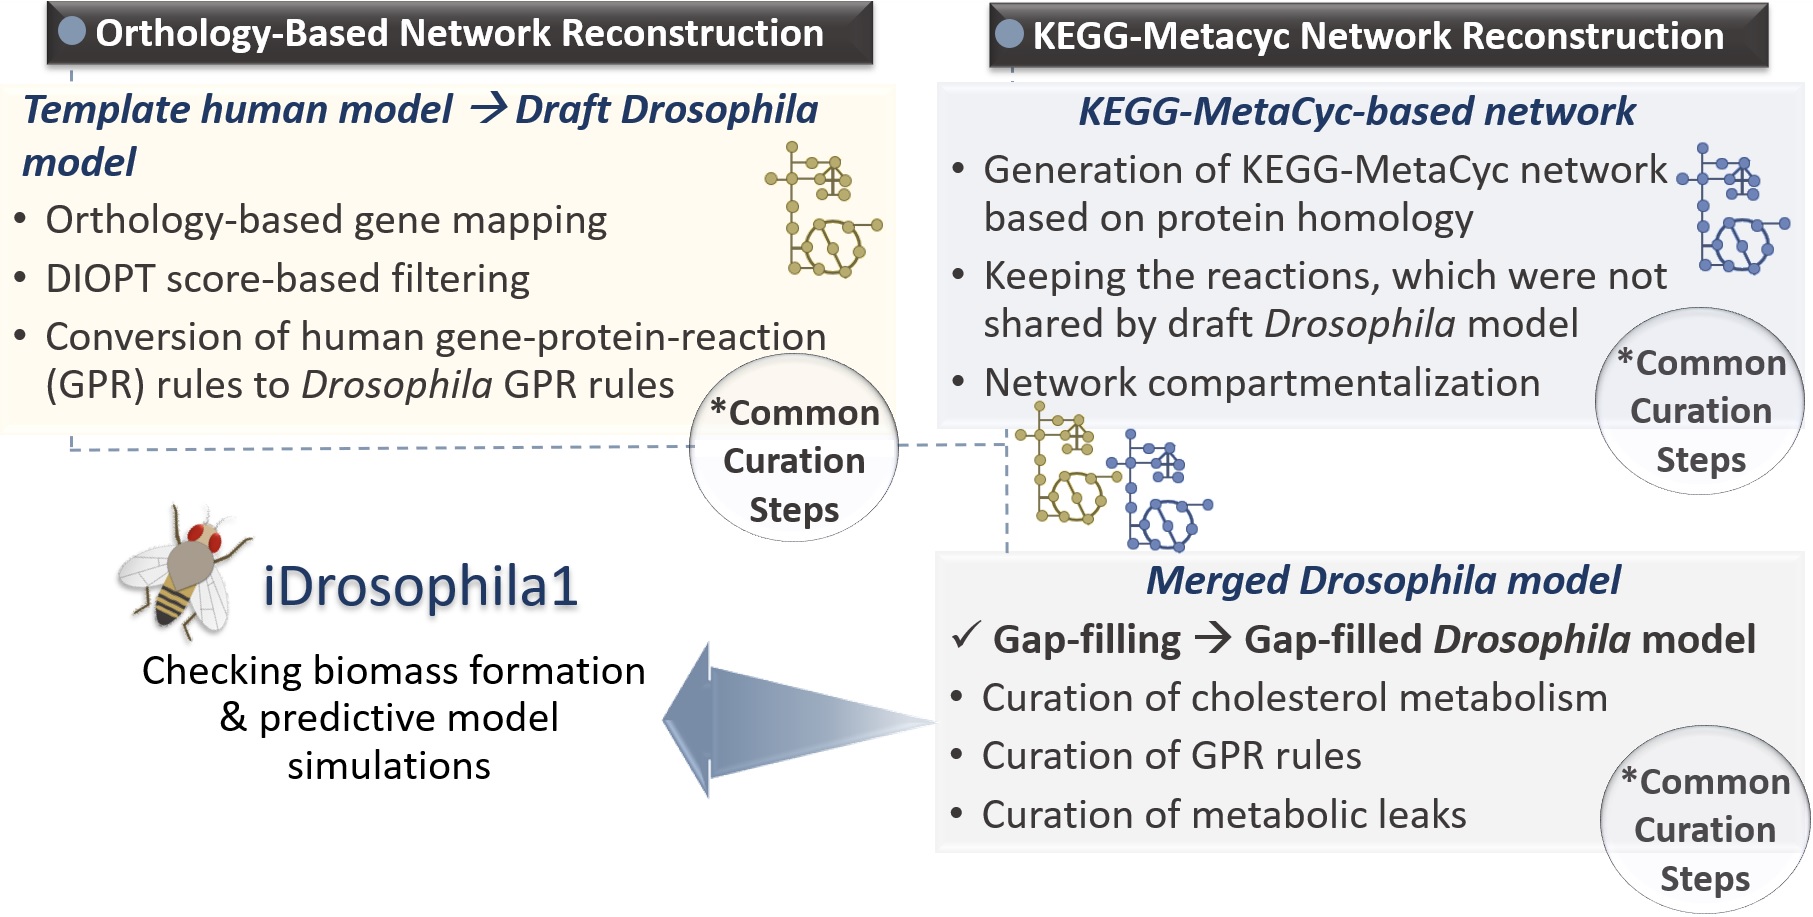 Orthology-Based Network Reconstruction
Template human model → Draft Drosophila
model
• Orthology-based gene mapping
• DIOPT score-based filtering
• Conversion of human gene-protein-reaction
(GPR) rules to Drosophila GPR rules
*Common
Curation
Steps
KEGG-Metacyc Network Reconstruction
KEGG-MetaCyc-based network
• Generation of KEGG-MetaCyc network
based on protein homology
• Keeping the reactions, which were not
shared by draft Drosophila model
• Network compartmentalization
*Common
Curation
Steps
Merged Drosophila model
✓ Gap-filling → Gap-filled Drosophila model
• Curation of cholesterol metabolism
• Curation of GPR rules
• Curation of metabolic leaks
*Common
Curation
Steps
iDrosophila1
Checking biomass formation
& predictive model
simulations